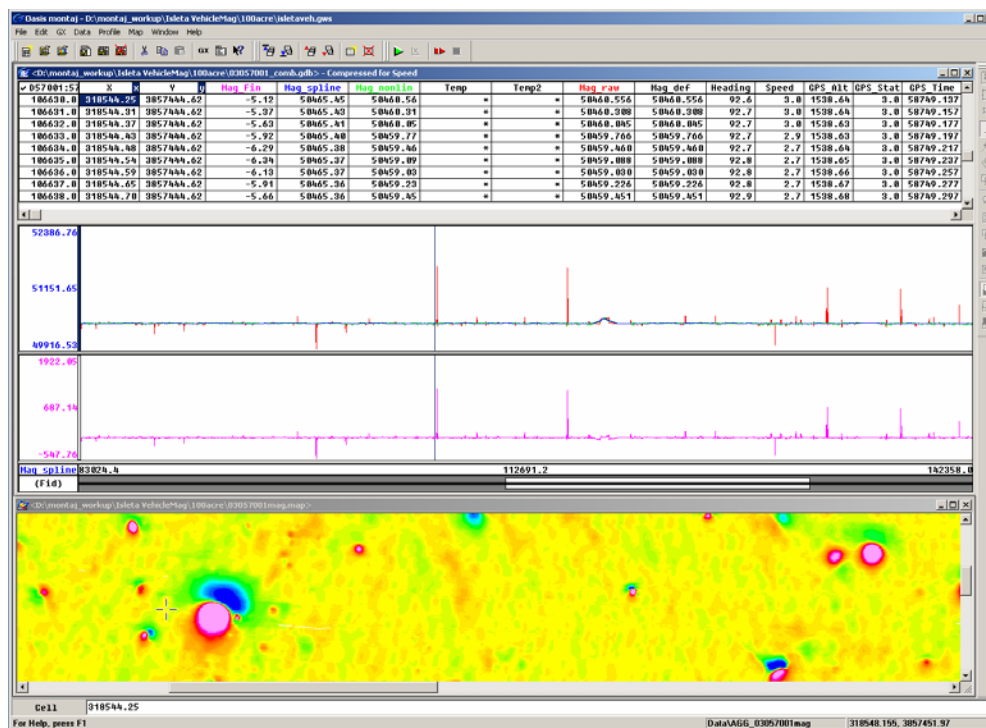 Oasis montaj - D:\montaj_workup\Isleta VehicleMag\100acre\isletaveh.gws
File Edit GX Data Profile Map Window Help
<D:\montaj_workup\Isleta VehicleMag\100acre\03057001_comb.gdb> - Compressed for Speed
D57001:57 X x Y y Mag_Fin Mag_spline Mag_nonlin Temp Temp2 Mag_raw Mag_def Heading Speed GPS_Alt GPS_Stat GPS_Time
106630.0 318544.25 3857444.62 -5.12 50465.45 50460.56 * * 50460.556 50460.556 92.6 3.0 1538.64 3.0 58749.137
106631.0 318544.31 3857444.62 -5.37 50465.43 50460.31 * * 50460.308 50460.308 92.7 3.0 1538.64 3.0 58749.157
106632.0 318544.37 3857444.62 -5.63 50465.41 50460.05 * * 50460.045 50460.045 92.7 3.0 1538.63 3.0 58749.177
106633.0 318544.43 3857444.62 -5.92 50465.40 50459.77 * * 50459.766 50459.766 92.7 2.9 1538.63 3.0 58749.197
106634.0 318544.48 3857444.62 -6.29 50465.38 50459.46 * * 50459.460 50459.460 92.7 2.7 1538.64 3.0 58749.217
106635.0 318544.54 3857444.62 -6.34 50465.37 50459.09 * * 50459.088 50459.088 92.8 2.7 1538.65 3.0 58749.237
106636.0 318544.59 3857444.62 -6.13 50465.37 50459.03 * * 50459.030 50459.030 92.8 2.7 1538.66 3.0 58749.257
106637.0 318544.65 3857444.62 -5.91 50465.36 50459.23 * * 50459.226 50459.226 92.8 2.7 1538.67 3.0 58749.277
106638.0 318544.70 3857444.62 -5.66 50465.36 50459.45 * * 50459.451 50459.451 92.9 2.7 1538.68 3.0 58749.297
52386.76
51151.65
49916.53
1922.05
687.14
-547.76
Mag_spline 83024.4 112691.2 142358.0
(Fid)
<D:\montaj_workup\Isleta VehicleMag\100acre\03057001mag.map>
Cell 318544.25
For Help, press F1 Data\AGG_03057001mag 318548.155, 3857451.97